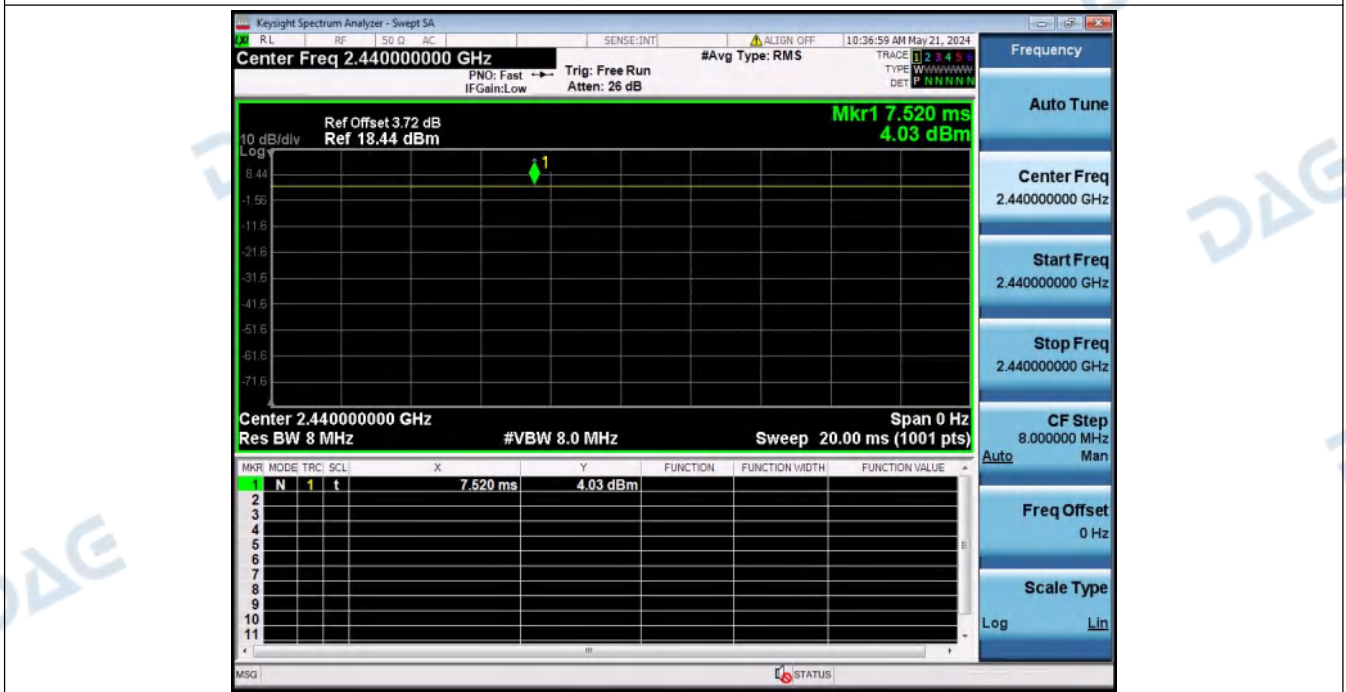 Keysight Spectrum Analyzer - Swept SA
LXI RL RF 50 Ω AC SENSE:INT ALIGN OFF 10:36:59 AM May 21, 2024
Center Freq 2.440000000 GHz
PNO: Fast
IFGain:Low
Trig: Free Run
Atten: 26 dB
#Avg Type: RMS
TRACE 1 2 3 4 5 6
TYPE WWWWWW
DET P N N N N N
Mkr1 7.520 ms
4.03 dBm
Ref Offset 3.72 dB
10 dB/div Ref 18.44 dBm
Log
1
8.44
-1.56
-11.6
-21.6
-31.6
-41.6
-51.6
-61.6
-71.6
Center 2.440000000 GHz Span 0 Hz
Res BW 8 MHz #VBW 8.0 MHz Sweep 20.00 ms (1001 pts)
MKR MODE TRC SCL X Y FUNCTION FUNCTION WIDTH FUNCTION VALUE
1 N 1 t 7.520 ms 4.03 dBm
2
3
4
5
6
7
8
9
10
11
MSG STATUS
Frequency
Auto Tune
Center Freq
2.440000000 GHz
Start Freq
2.440000000 GHz
Stop Freq
2.440000000 GHz
CF Step
8.000000 MHz
Auto Man
Freq Offset
0 Hz
Scale Type
Log Lin
DAG
DAG
DAG